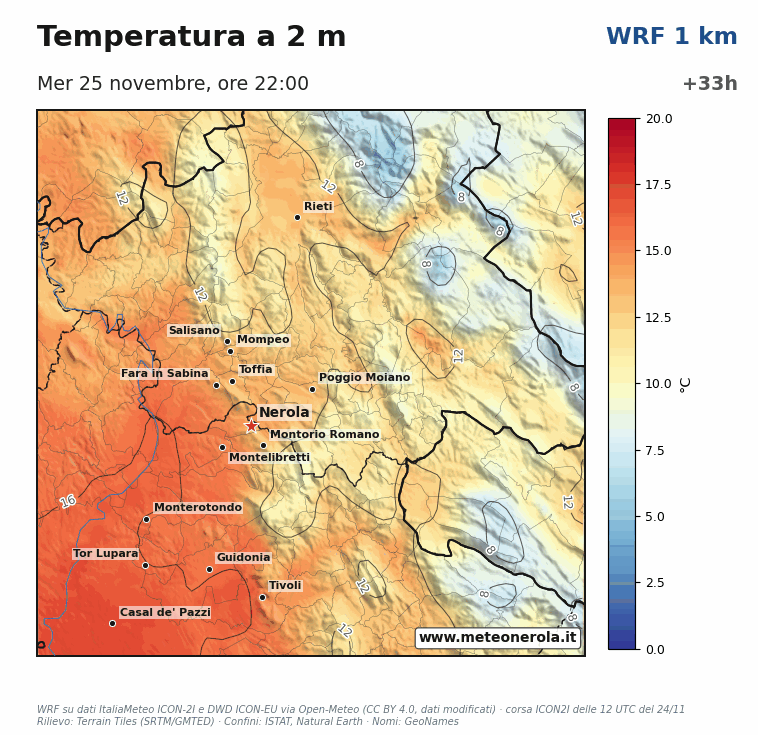 Temperatura a 2 m
WRF 1 km
Mer 25 novembre, ore 22:00
+33h
20.0
17.5
15.0
12.5
10.0
7.5
5.0
2.5
0.0
°C
8
12
12
8
12
8
8
Rieti
12
Salisano
Mompeo
12
Fara in Sabina
Toffia
Poggio Moiano
8
Nerola
Montorio Romano
Montelibretti
16
12
Monterotondo
8
Tor Lupara
Guidonia
12
8
Tivoli
Casal de' Pazzi
8
12
www.meteonerola.it
WRF su dati ItaliaMeteo ICON-2I e DWD ICON-EU via Open-Meteo (CC BY 4.0, dati modificati) · corsa ICON2I delle 12 UTC del 24/11
Rilievo: Terrain Tiles (SRTM/GMTED) · Confini: ISTAT, Natural Earth · Nomi: GeoNames